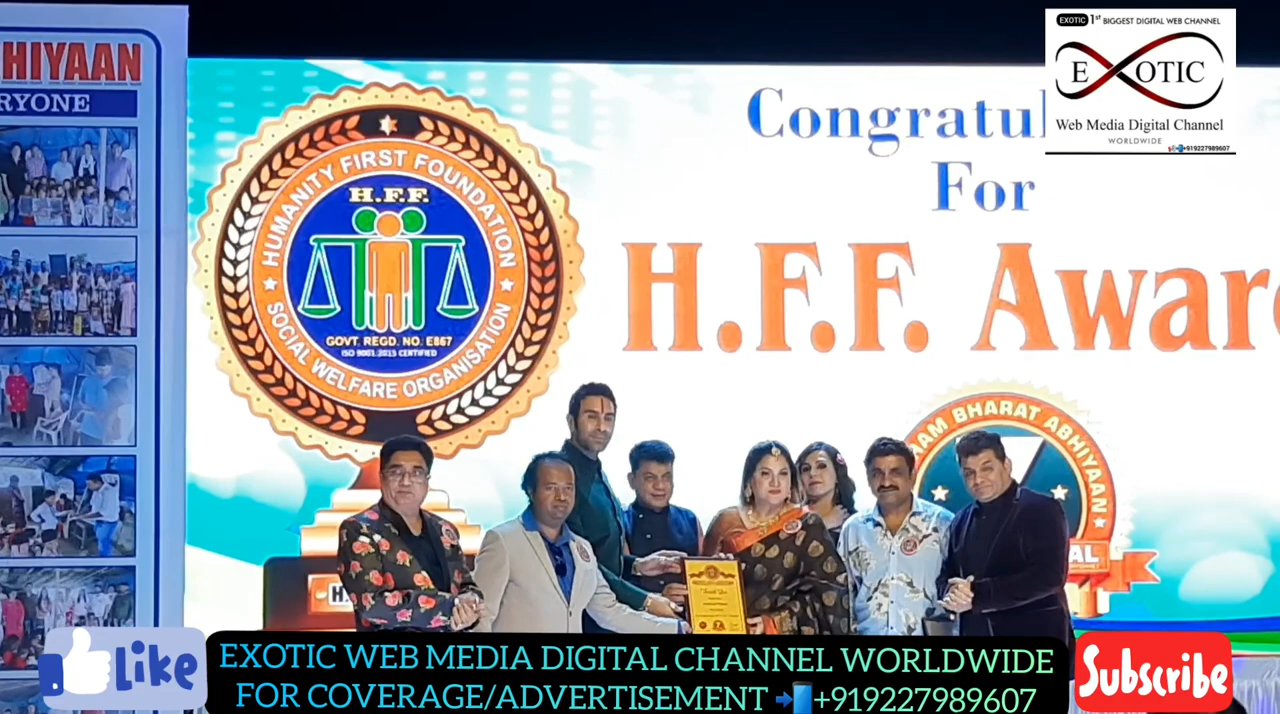 HIYAAN
RYONE
HUMANITY FIRST FOUNDATION
H.F.F.
GOVT. REGD. NO. E867
ISO 9001:2015 CERTIFIED
SOCIAL WELFARE ORGANISATION
Congratul
For
H.F.F. Awar
EXOTIC 1st BIGGEST DIGITAL WEB CHANNEL
EXOTIC
Web Media Digital Channel
WORLDWIDE
+919227989607
AM BHARAT ABHIYAAN
AL
Thank You
Like
EXOTIC WEB MEDIA DIGITAL CHANNEL WORLDWIDE
FOR COVERAGE/ADVERTISEMENT +919227989607
Subscribe